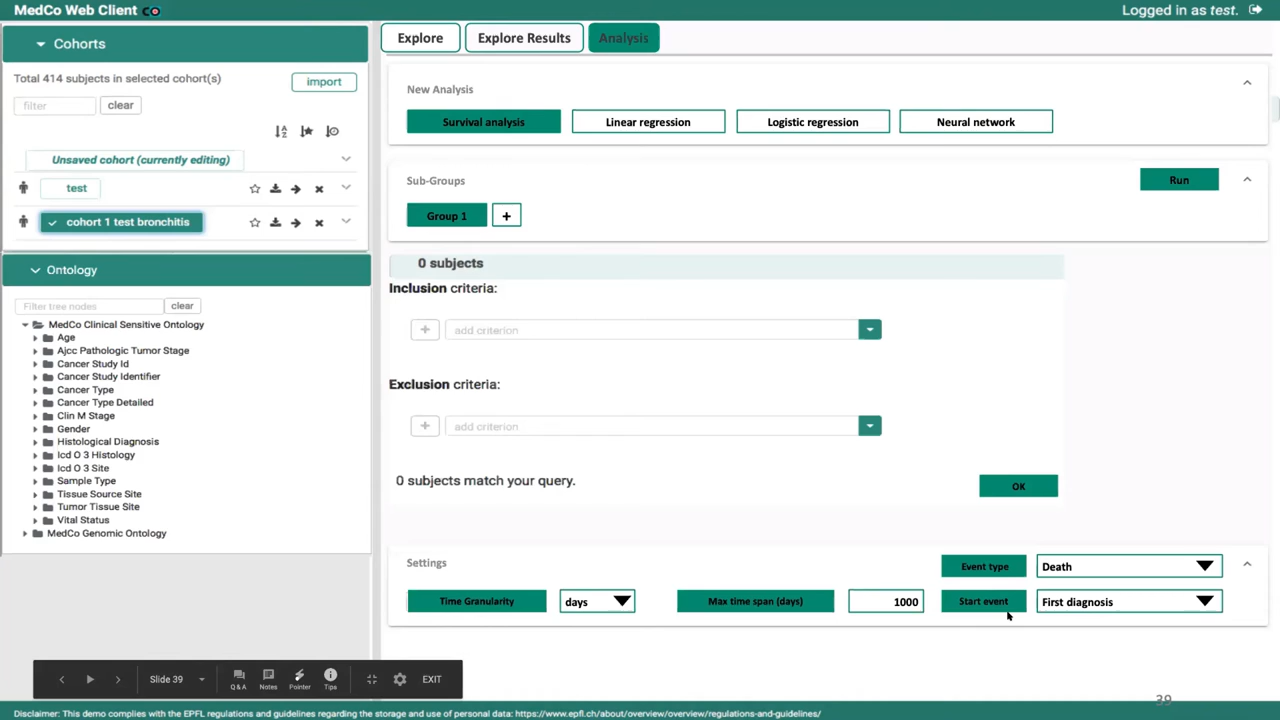 MedCo Web Client
Logged in as test.
Cohorts
Total 414 subjects in selected cohort(s)
import
filter
clear
Unsaved cohort (currently editing)
test
cohort 1 test bronchitis
Ontology
Filter tree nodes
clear
MedCo Clinical Sensitive Ontology
Age
Ajcc Pathologic Tumor Stage
Cancer Study Id
Cancer Study Identifier
Cancer Type
Cancer Type Detailed
Clin M Stage
Gender
Histological Diagnosis
Icd O 3 Histology
Icd O 3 Site
Sample Type
Tissue Source Site
Tumor Tissue Site
Vital Status
MedCo Genomic Ontology
Explore
Explore Results
Analysis
New Analysis
Survival analysis
Linear regression
Logistic regression
Neural network
Sub-Groups
Run
Group 1
+
0 subjects
Inclusion criteria:
+
add criterion
Exclusion criteria:
+
add criterion
0 subjects match your query.
OK
Settings
Event type
Death
Time Granularity
days
Max time span (days)
1000
Start event
First diagnosis
Slide 39
Q&A
Notes
Pointer
Tips
EXIT
39
Disclaimer: This demo complies with the EPFL regulations and guidelines regarding the storage and use of personal data: https://www.epfl.ch/about/overview/overview/regulations-and-guidelines/